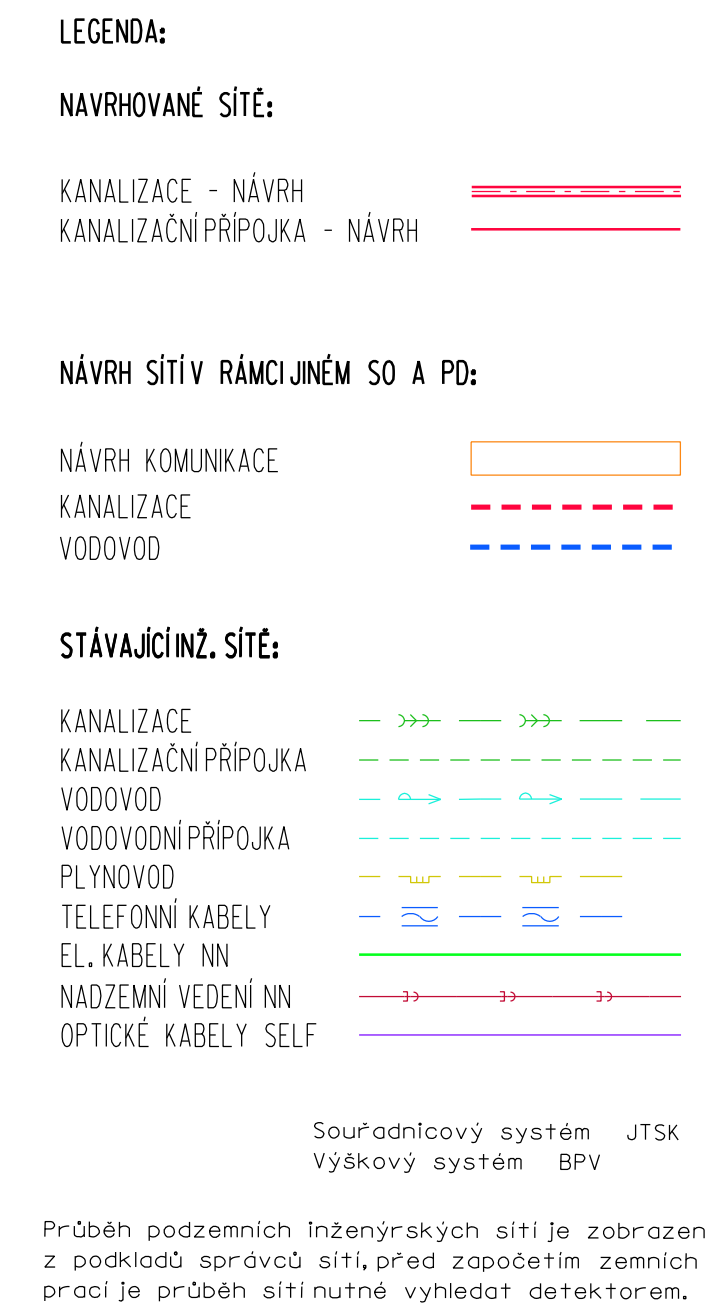 LEGENDA:
NAVRHOVANÉ SÍTĚ:
KANALIZACE - NÁVRH
KANALIZAČNÍ PŘÍPOJKA - NÁVRH
NÁVRH SÍTÍ V RÁMCI JINÉM SO A PD:
NÁVRH KOMUNIKACE
KANALIZACE
VODOVOD
STÁVAJÍCÍ INŽ. SÍTĚ:
KANALIZACE
KANALIZAČNÍ PŘÍPOJKA
VODOVOD
VODOVODNÍ PŘÍPOJKA
PLYNOVOD
TELEFONNÍ KABELY
EL. KABELY NN
NADZEMNÍ VEDENÍ NN
OPTICKÉ KABELY SELF
Souřadnicový systém JTSK
Výškový systém BPV
Průběh podzemních inženýrských sítí je zobrazen
z podkladů správců sítí, před započetím zemních
prací je průběh sítí nutné vyhledat detektorem.